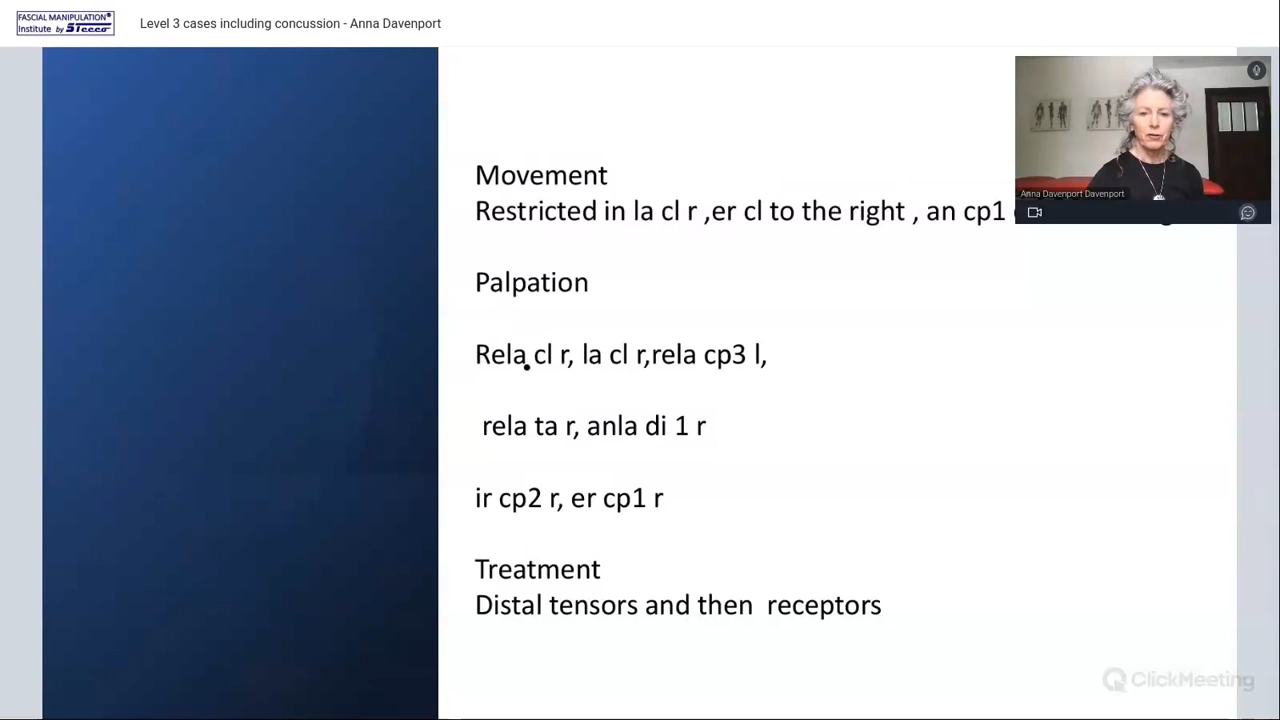 FASCIAL MANIPULATION®
Institute by Stecco
Level 3 cases including concussion - Anna Davenport
Anna Davenport Davenport
Movement
Restricted in la cl r ,er cl to the right , an cp1
Palpation
Rela cl r, la cl r,rela cp3 l,
rela ta r, anla di 1 r
ir cp2 r, er cp1 r
Treatment
Distal tensors and then  receptors
ClickMeeting